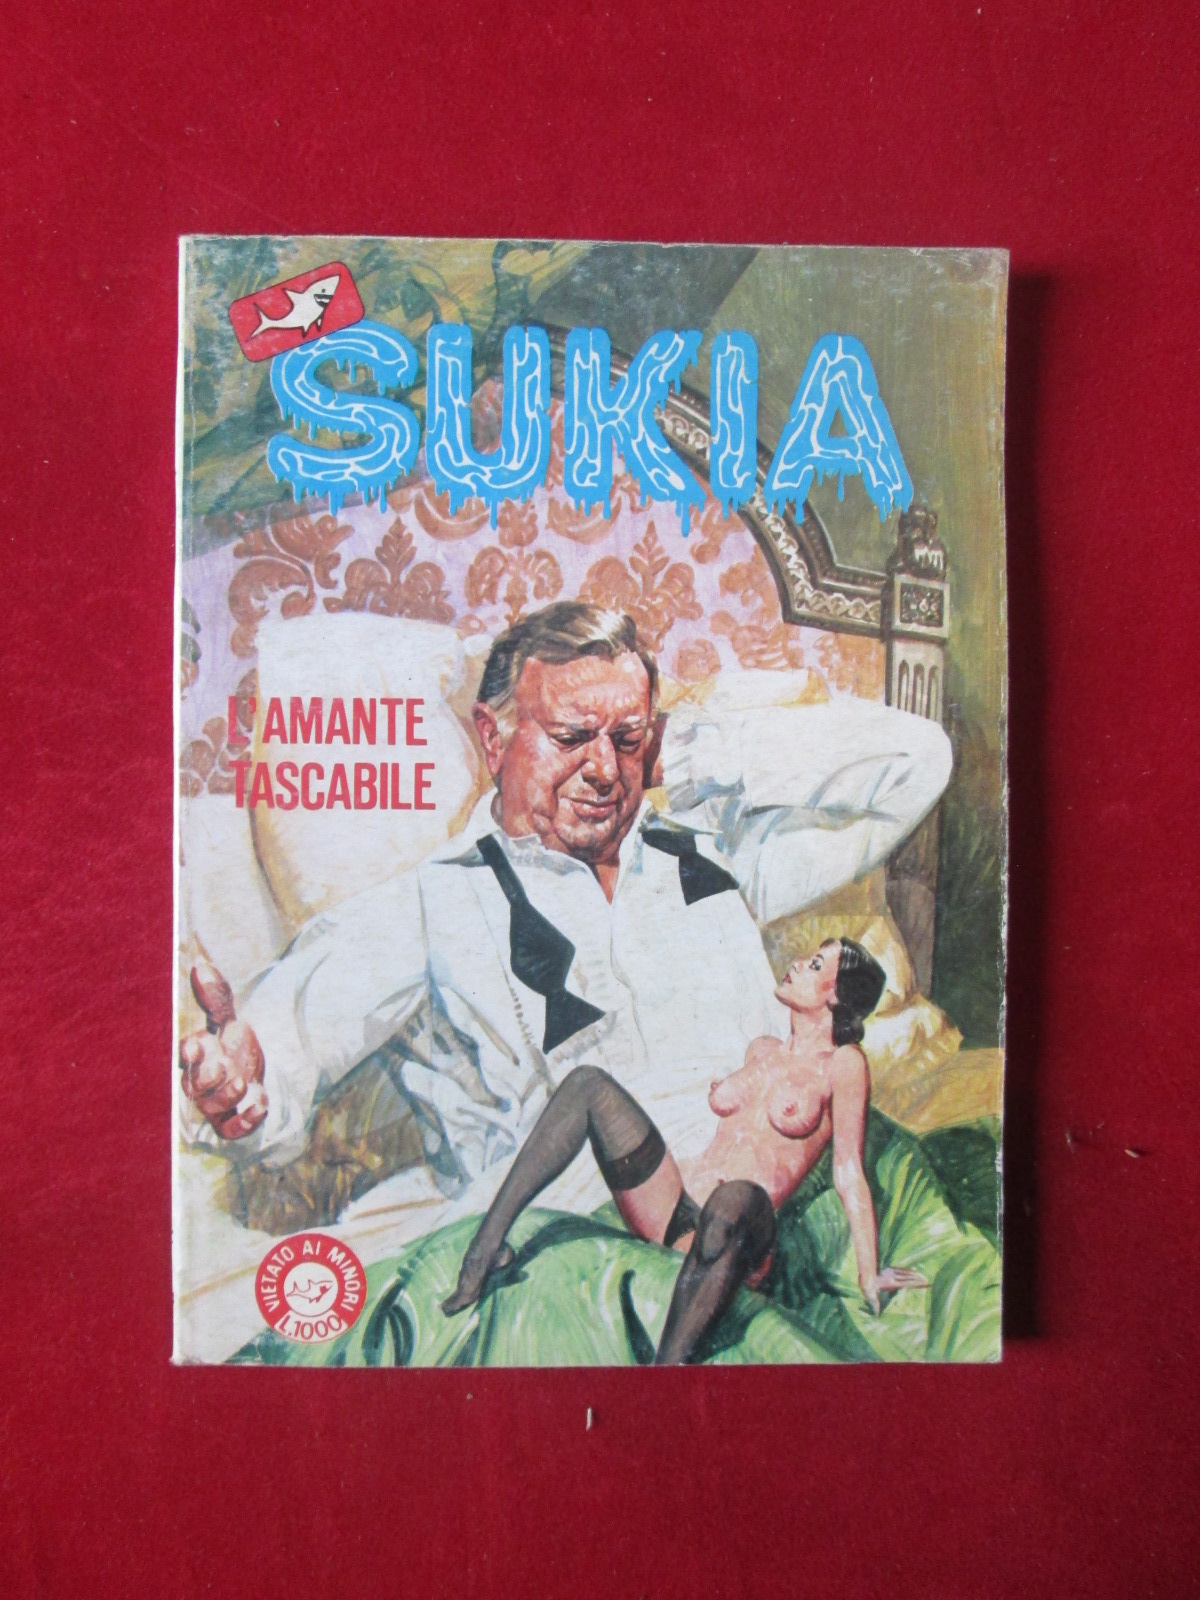 SUKIA
L'AMANTE
TASCABILE
VIETATO AI MINORI
L.1000